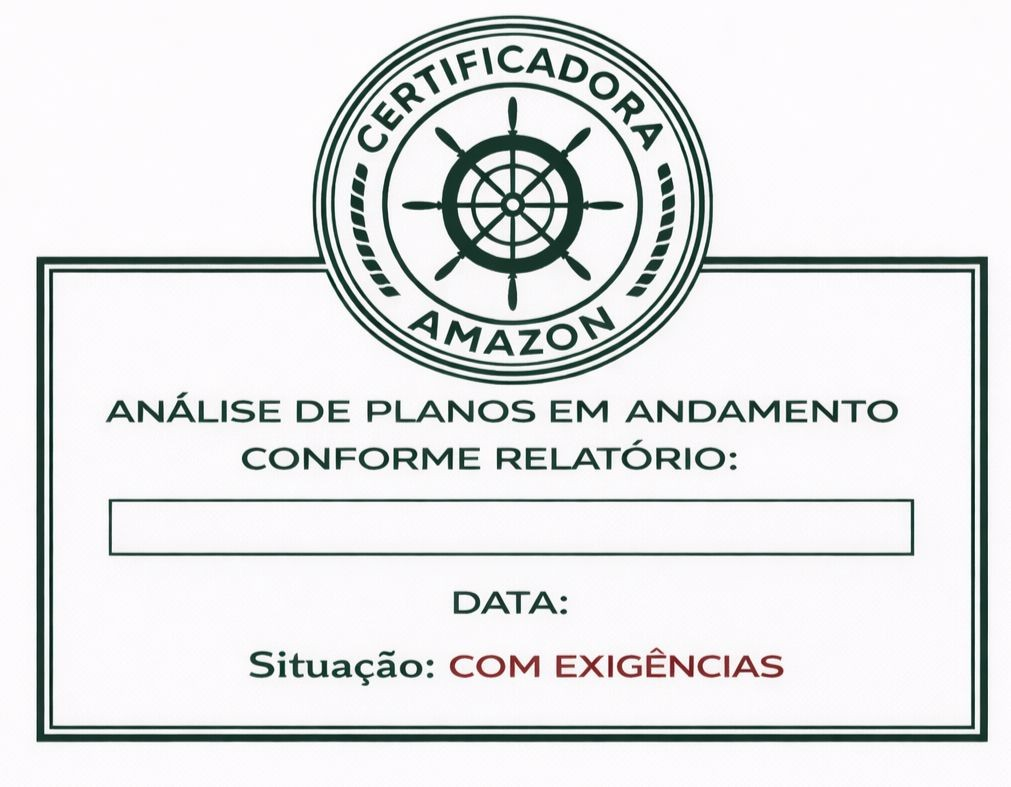 CERTIFICADORA
AMAZON
ANÁLISE DE PLANOS EM ANDAMENTO
CONFORME RELATÓRIO:
DATA:
Situação: COM EXIGÊNCIAS